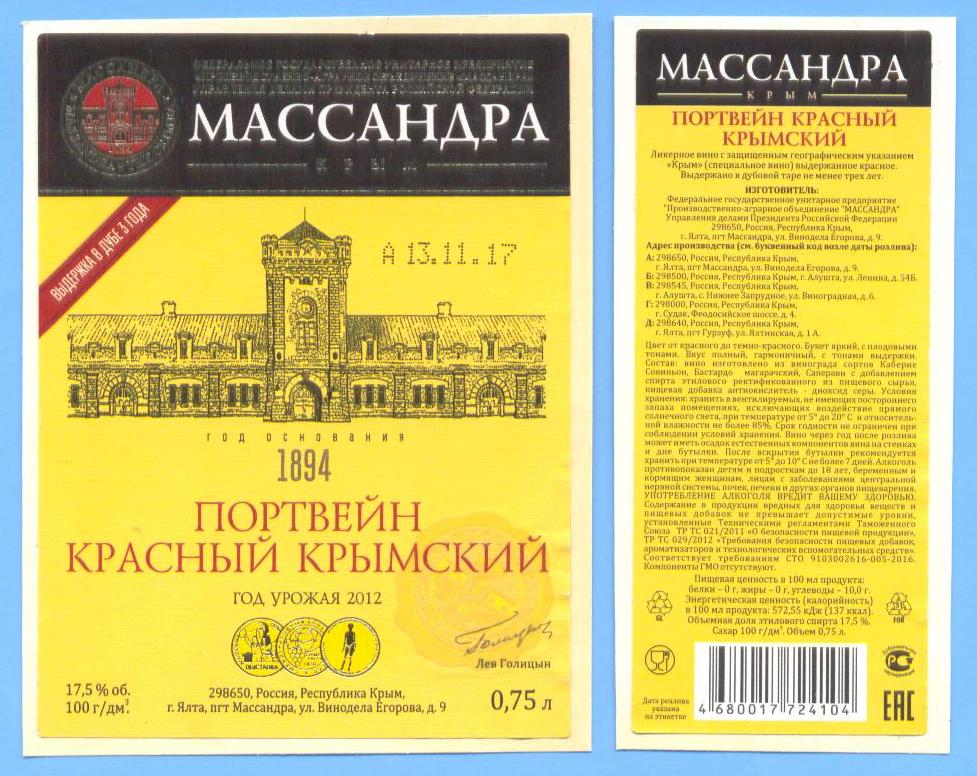 ФЕДЕРАЛЬНОЕ ГОСУДАРСТВЕННОЕ УНИТАРНОЕ ПРЕДПРИЯТИЕ
«ПРОИЗВОДСТВЕННО-АГРАРНОЕ ОБЪЕДИНЕНИЕ «МАССАНДРА»
УПРАВЛЕНИЯ ДЕЛАМИ ПРЕЗИДЕНТА РОССИЙСКОЙ ФЕДЕРАЦИИ
МАССАНДРА
КРЫМ
ВЫДЕРЖКА В ДУБЕ 3 ГОДА
А 13.11.17
год основания
1894
ПОРТВЕЙН
КРАСНЫЙ КРЫМСКИЙ
ГОД УРОЖАЯ 2012
Лев Голицын
17,5 % об.
100 г/дм³.
298650, Россия, Республика Крым,
г. Ялта, пгт Массандра, ул. Винодела Егорова, д. 9
0,75 л
МАССАНДРА
КРЫМ
ПОРТВЕЙН КРАСНЫЙ
КРЫМСКИЙ
Ликерное вино с защищенным географическим указанием
«Крым» (специальное вино) выдержанное красное.
Выдержано в дубовой таре не менее трех лет.
ИЗГОТОВИТЕЛЬ:
Федеральное государственное унитарное предприятие
"Производственно-аграрное объединение "МАССАНДРА"
Управления делами Президента Российской Федерации
298650, Россия, Республика Крым,
г. Ялта, пгт Массандра, ул. Винодела Егорова, д. 9.
Адрес производства (см. буквенный код возле даты розлива):
А: 298650, Россия, Республика Крым,
г. Ялта, пгт Массандра, ул. Винодела Егорова, д. 9.
Б: 298500, Россия, Республика Крым, г. Алушта, ул. Ленина, д. 54Б.
В: 298545, Россия, Республика Крым,
г. Алушта, с. Нижнее Запрудное, ул. Виноградная, д. 6.
Г: 298000, Россия, Республика Крым,
г. Судак, Феодосийское шоссе, д. 4.
Д: 298640, Россия, Республика Крым,
г. Ялта, пгт Гурзуф, ул. Ялтинская, д. 1 А.
Цвет от красного до темно-красного. Букет яркий, с плодовыми
тонами. Вкус полный, гармоничный, с тонами выдержки.
Состав: вино изготовлено из винограда сортов Каберне
Совиньон, Бастардо магарачский, Саперави с добавлением
спирта этилового ректификованного из пищевого сырья,
пищевая добавка антиокислитель - диоксид серы. Условия
хранения: хранить в вентилируемых, не имеющих постороннего
запаха помещениях, исключающих воздействие прямого
солнечного света, при температуре от 5° до 20° С и относитель-
ной влажности не более 85%. Срок годности не ограничен при
соблюдении условий хранения. Вино через год после розлива
может иметь осадок естественных компонентов вина на стенках
и дне бутылки. После вскрытия бутылки рекомендуется
хранить при температуре от 5° до 10° С не более 7 дней. Алкоголь
противопоказан детям и подросткам до 18 лет, беременным и
кормящим женщинам, лицам с заболеваниями центральной
нервной системы, почек, печени и других органов пищеварения.
УПОТРЕБЛЕНИЕ АЛКОГОЛЯ ВРЕДИТ ВАШЕМУ ЗДОРОВЬЮ.
Содержание в продукции вредных для здоровья веществ и
пищевых добавок не превышает допустимые уровни,
установленные Техническими регламентами Таможенного
Союза ТР ТС 021/2011 «О безопасности пищевой продукции»,
ТР ТС 029/2012 «Требования безопасности пищевых добавок,
ароматизаторов и технологических вспомогательных средств».
Соответствует требованиям СТО 9103002616-005-2016.
Компоненты ГМО отсутствуют.
Пищевая ценность в 100 мл продукта:
белки – 0 г, жиры – 0 г, углеводы – 10,0 г.
Энергетическая ценность (калорийность)
в 100 мл продукта: 572,55 кДж (137 ккал).
Объемная доля этилового спирта 17,5 %.
Сахар 100 г/дм³. Объем 0,75 л.
GL
FOR
Добровольная
сертификация
Дата розлива
указана
на этикетке
4 680017 724104
ЕАС